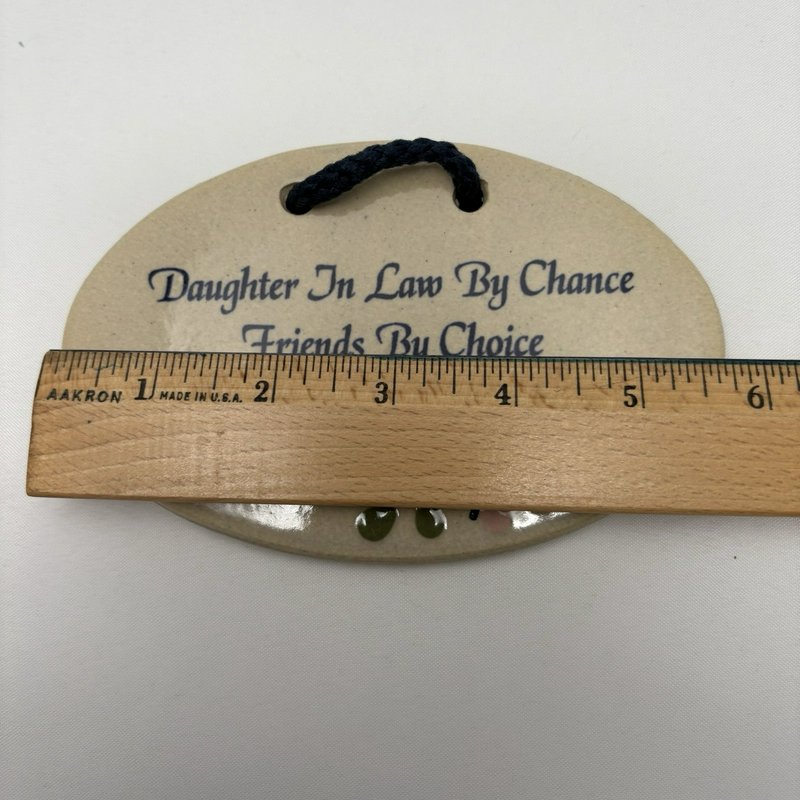 Daughter In Law By Chance
Friends By Choice
AAKRON 1 MADE IN U.S.A. 2 3 4 5 6